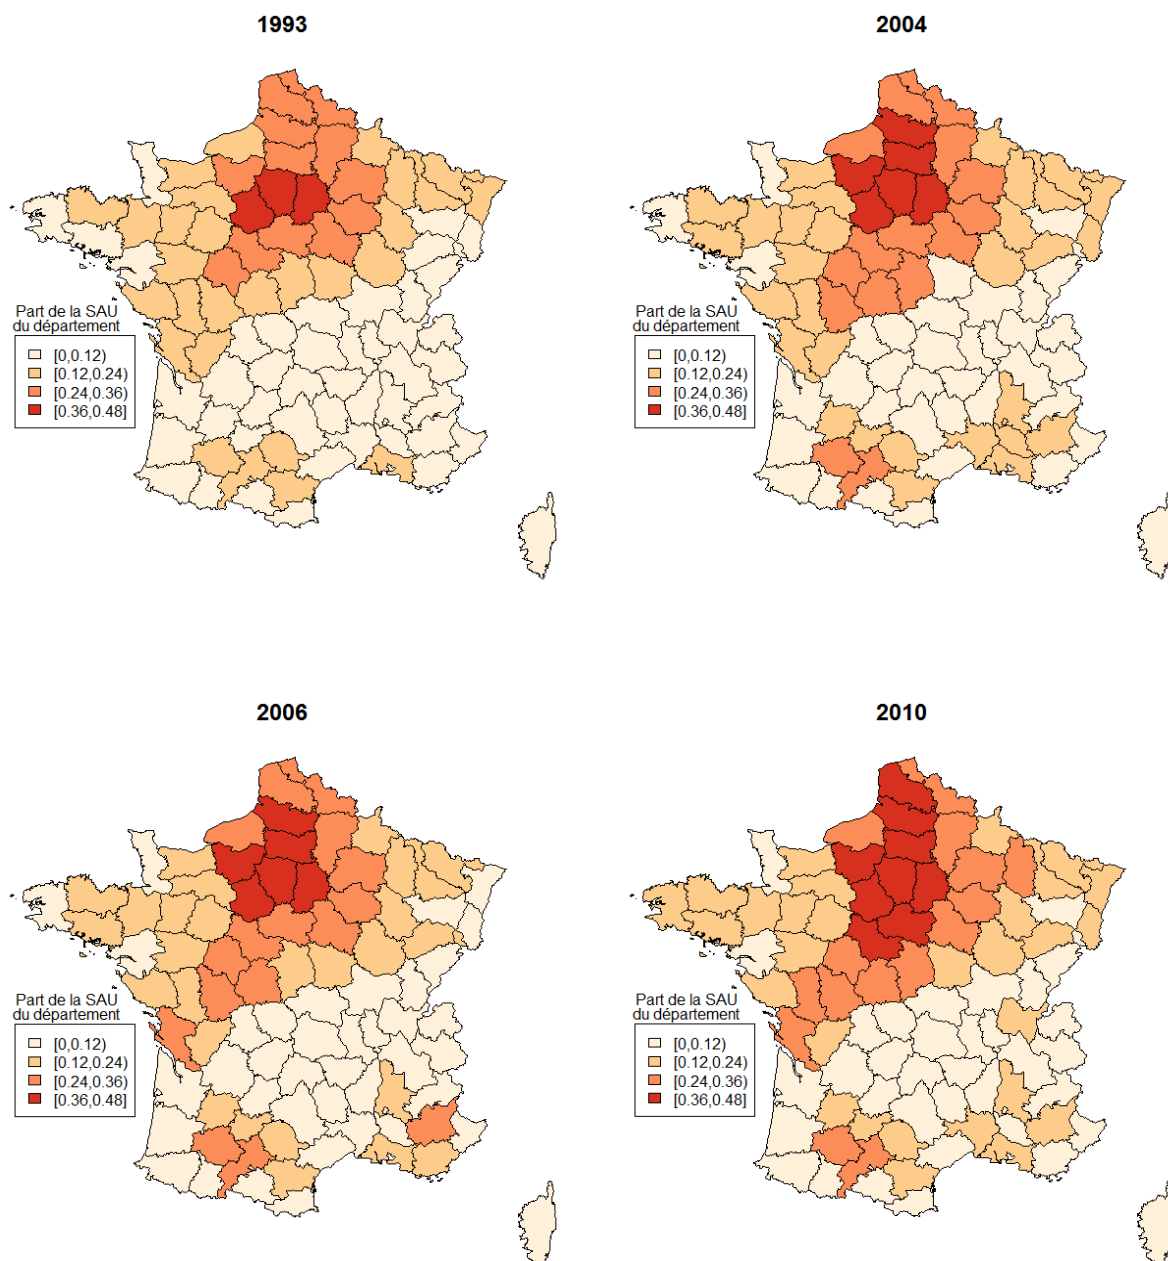 1993
Part de la SAU
du département
[0,0.12)
[0.12,0.24)
[0.24,0.36)
[0.36,0.48]
2004
Part de la SAU
du département
[0,0.12)
[0.12,0.24)
[0.24,0.36)
[0.36,0.48]
2006
Part de la SAU
du département
[0,0.12)
[0.12,0.24)
[0.24,0.36)
[0.36,0.48]
2010
Part de la SAU
du département
[0,0.12)
[0.12,0.24)
[0.24,0.36)
[0.36,0.48]